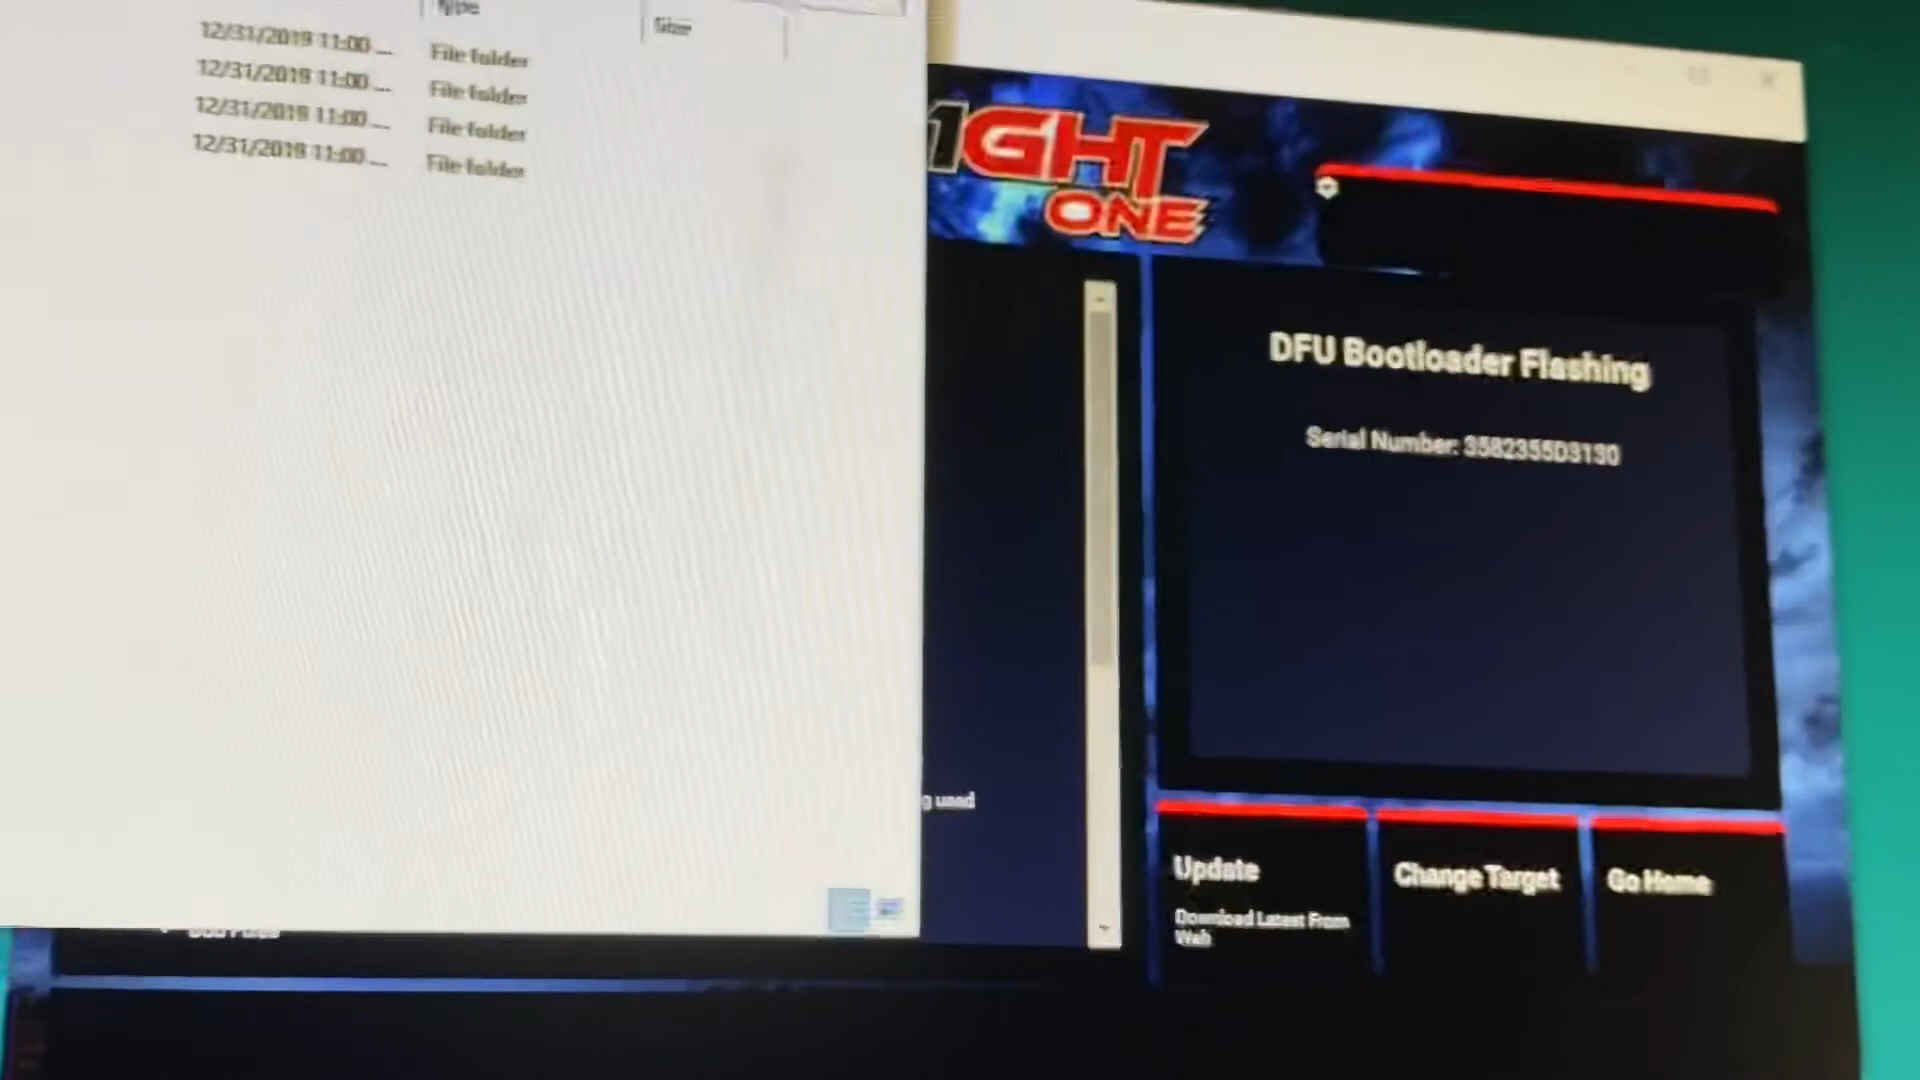 Type
Size
12/31/2019 11:00 ... File folder
12/31/2019 11:00 ... File folder
12/31/2019 11:00 ... File folder
12/31/2019 11:00 ... File folder
1GHT
ONE
DFU Bootloader Flashing
Serial Number: 3582355D3130
g used
Update
Download Latest From
Web
Change Target
Go Home